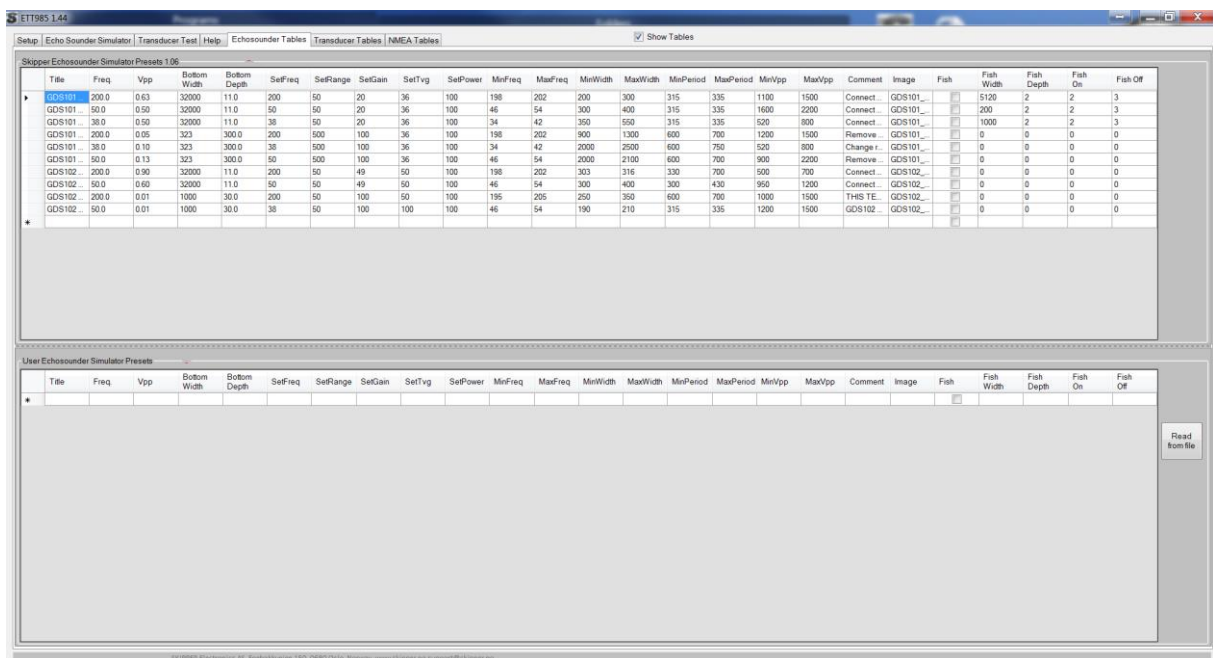 ETT985 1.44
Setup Echo Sounder Simulator Transducer Test Help Echosounder Tables Transducer Tables NMEA Tables Show Tables
Skipper Echosounder Simulator Presets 1.06
Title Freq. Vpp Bottom Width Bottom Depth SetFreq SetRange SetGain SetTvg SetPower MinFreq MaxFreq MinWidth MaxWidth MinPeriod MaxPeriod MinVpp MaxVpp Comment Image Fish Fish Width Fish Depth Fish On Fish Off
GDS101 ... 200.0 0.63 32000 11.0 200 50 20 36 100 198 202 200 300 315 335 1100 1500 Connect... GDS101_... 5120 2 2 3
GDS101 ... 50.0 0.50 32000 11.0 50 50 20 36 100 46 54 300 400 315 335 1600 2200 Connect... GDS101_... 200 2 2 3
GDS101 ... 38.0 0.50 32000 11.0 38 50 20 36 100 34 42 350 550 315 335 520 800 Connect... GDS101_... 1000 2 2 3
GDS101 ... 200.0 0.05 323 300.0 200 500 100 36 100 198 202 900 1300 600 700 1200 1500 Remove ... GDS101_... 0 0 0 0
GDS101 ... 38.0 0.10 323 300.0 38 500 100 36 100 34 42 2000 2500 600 750 520 800 Change r... GDS101_... 0 0 0 0
GDS101 ... 50.0 0.13 323 300.0 50 500 100 36 100 46 54 2000 2100 600 700 900 2200 Remove ... GDS101_... 0 0 0 0
GDS102 ... 200.0 0.90 32000 11.0 200 50 49 50 100 198 202 303 316 330 700 500 700 Connect... GDS102_... 0 0 0 0
GDS102 ... 50.0 0.60 32000 11.0 50 50 49 50 100 46 54 300 400 300 430 950 1200 Connect... GDS102_... 0 0 0 0
GDS102 ... 200.0 0.01 1000 30.0 200 50 100 50 100 195 205 250 350 600 700 1000 1500 THIS TE... GDS102_... 0 0 0 0
GDS102 ... 50.0 0.01 1000 30.0 38 50 100 100 100 46 54 190 210 315 335 1200 1500 GDS102 ... GDS102_... 0 0 0 0
User Echosounder Simulator Presets
Title Freq. Vpp Bottom Width Bottom Depth SetFreq SetRange SetGain SetTvg SetPower MinFreq MaxFreq MinWidth MaxWidth MinPeriod MaxPeriod MinVpp MaxVpp Comment Image Fish Fish Width Fish Depth Fish On Fish Off
Read
from file